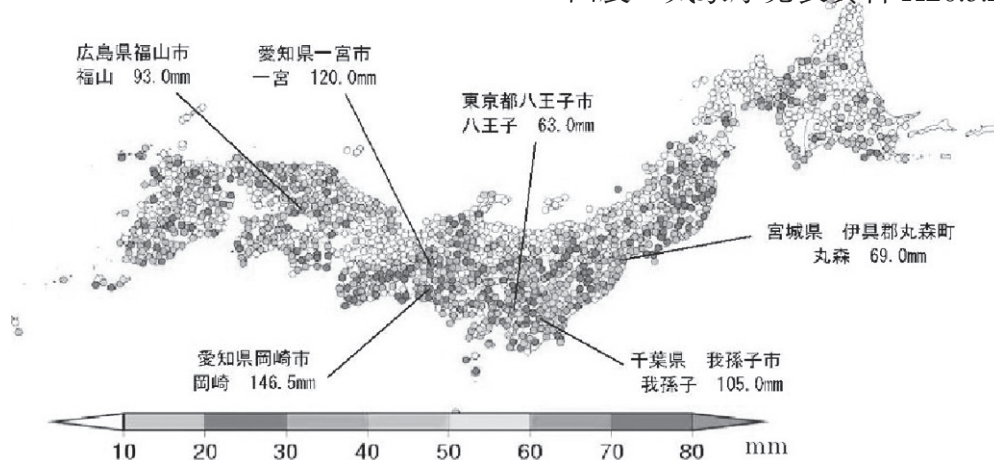 広島県福山市
福山 93.0mm
愛知県一宮市
一宮 120.0mm
東京都八王子市
八王子 63.0mm
宮城県 伊具郡丸森町
丸森 69.0mm
愛知県岡崎市
岡崎 146.5mm
千葉県 我孫子市
我孫子 105.0mm
10 20 30 40 50 60 70 80 mm